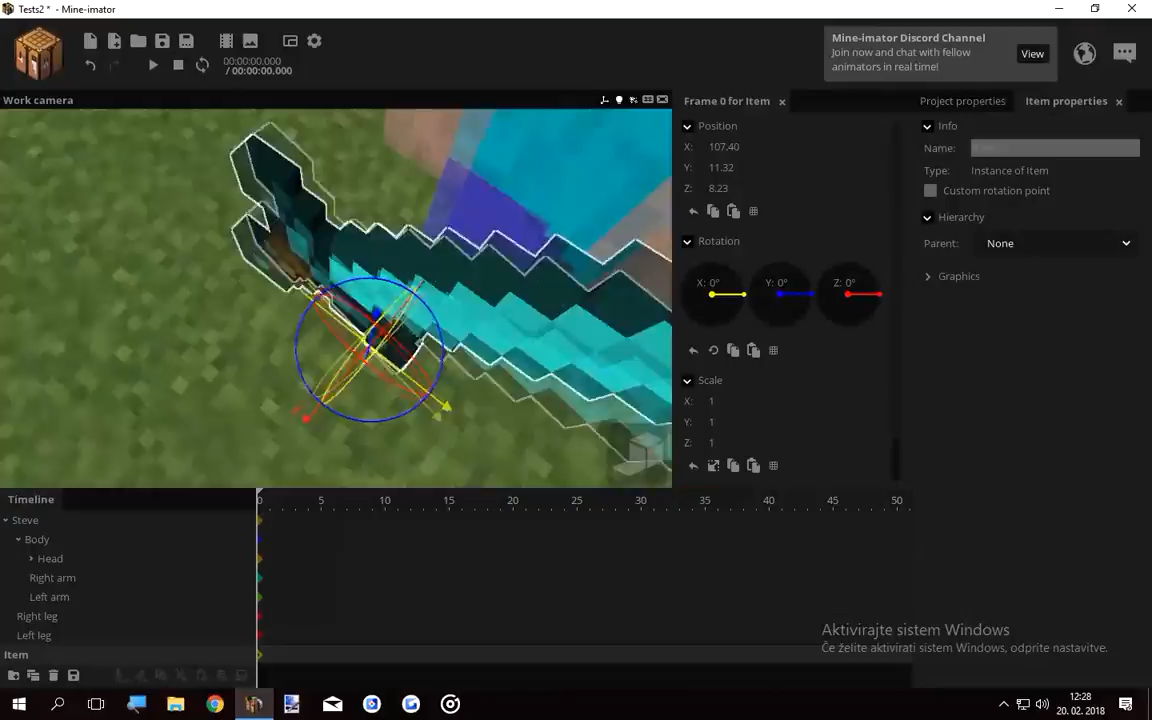 Tests2 * - Mine-imator
00:00:00.000
/ 00:00:00.000
Mine-imator Discord Channel
Join now and chat with fellow
animators in real time!
View
Work camera
Frame 0 for Item
Position
X: 107.40
Y: 11.32
Z: 8.23
Rotation
X: 0°
Y: 0°
Z: 0°
Scale
X: 1
Y: 1
Z: 1
Project properties
Item properties
Info
Name:
Type: Instance of Item
Custom rotation point
Hierarchy
Parent: None
Graphics
Timeline
0 5 10 15 20 25 30 35 40 45 50
Steve
Body
Head
Right arm
Left arm
Right leg
Left leg
Item
Aktivirajte sistem Windows
Če želite aktivirati sistem Windows, odprite nastavitve.
12:28
20. 02. 2018